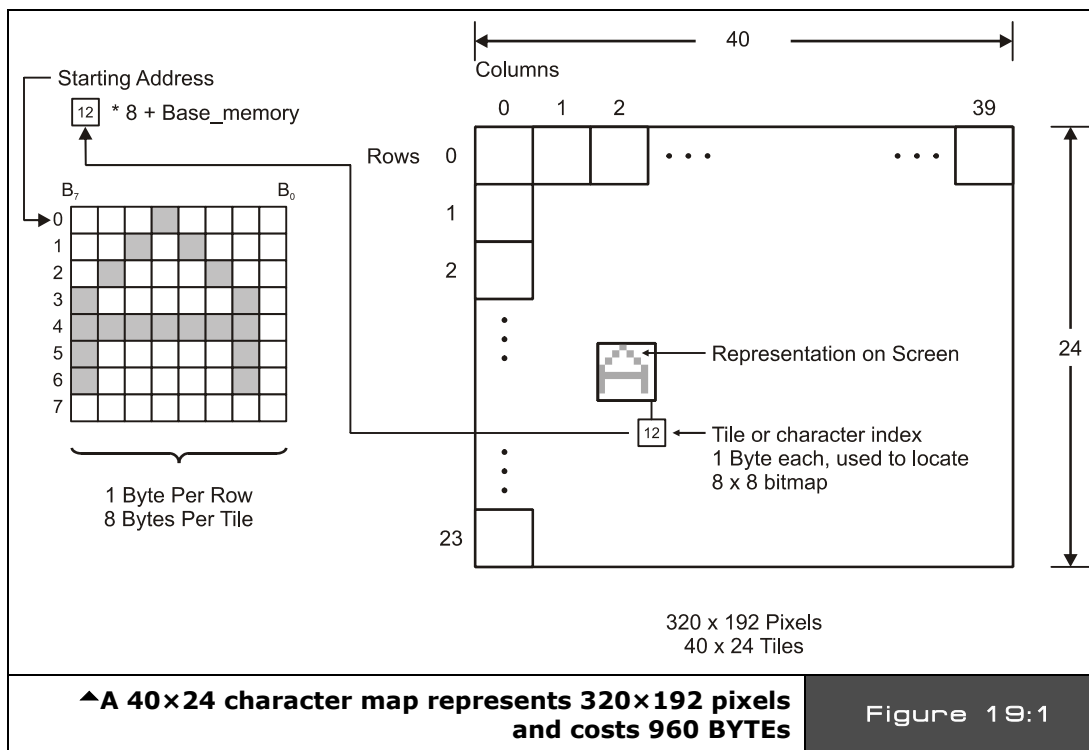 40
Columns
0 1 2 39
Rows 0
1
2
23
24
Starting Address
12 * 8 + Base_memory
B₇ B₀
0
1
2
3
4
5
6
7
1 Byte Per Row
8 Bytes Per Tile
Representation on Screen
12
Tile or character index
1 Byte each, used to locate
8 x 8 bitmap
320 x 192 Pixels
40 x 24 Tiles
A 40×24 character map represents 320×192 pixels
and costs 960 BYTEs
Figure 19:1